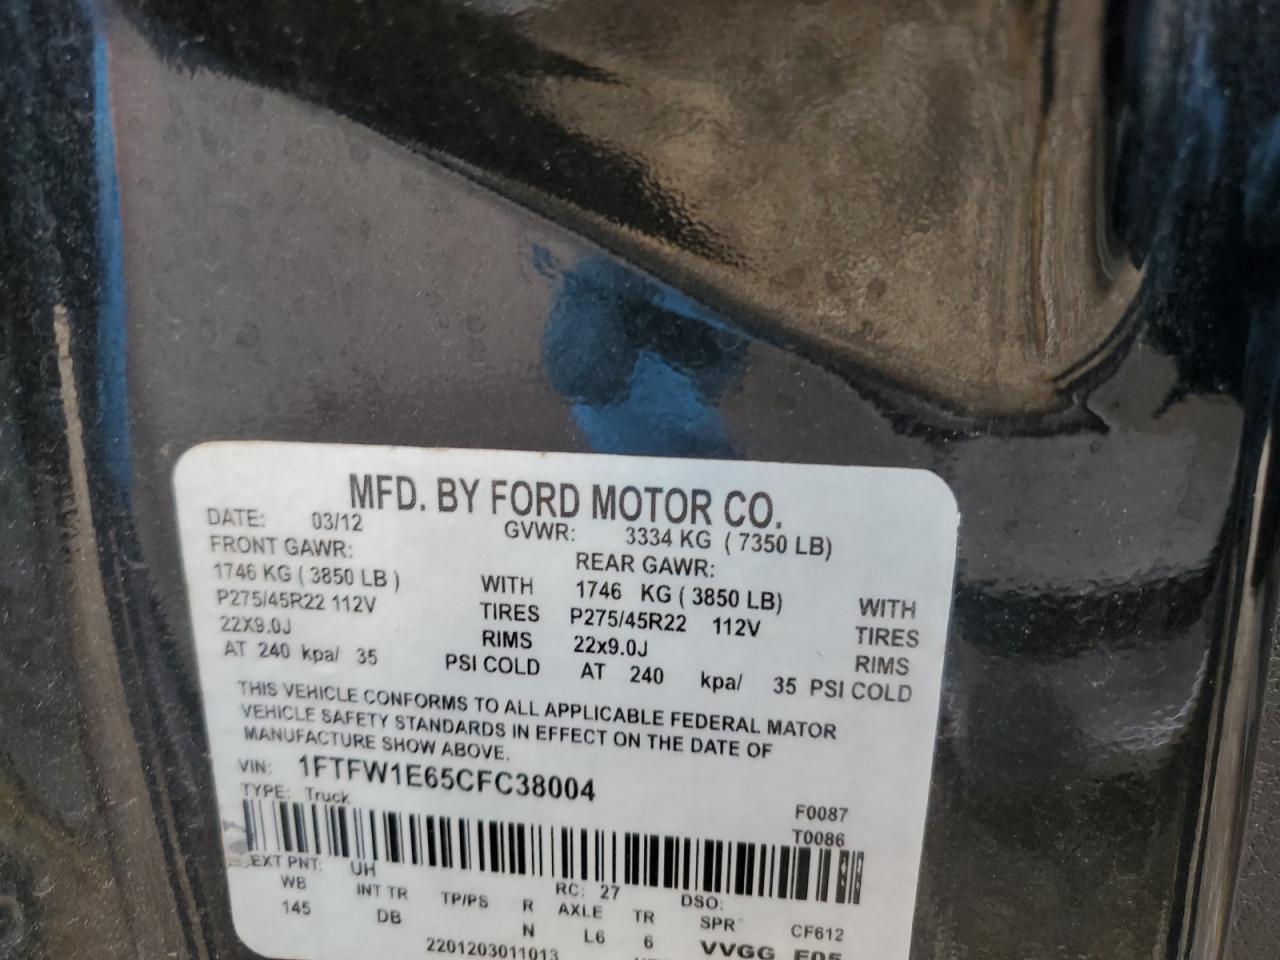 MFD. BY FORD MOTOR CO.
DATE: 03/12 GVWR: 3334 KG ( 7350 LB)
FRONT GAWR: REAR GAWR:
1746 KG ( 3850 LB ) WITH 1746 KG ( 3850 LB) WITH
P275/45R22 112V TIRES P275/45R22 112V TIRES
22X9.0J RIMS 22x9.0J RIMS
AT 240 kpa/ 35 PSI COLD AT 240 kpa/ 35 PSI COLD
THIS VEHICLE CONFORMS TO ALL APPLICABLE FEDERAL MATOR
VEHICLE SAFETY STANDARDS IN EFFECT ON THE DATE OF
MANUFACTURE SHOW ABOVE.
VIN: 1FTFW1E65CFC38004
TYPE: Truck
F0087
T0086
EXT PNT: UH RC: 27 DSO:
WB INT TR TP/PS R AXLE TR SPR
145 DB N L6 6 VVGG CF612
2201203011013